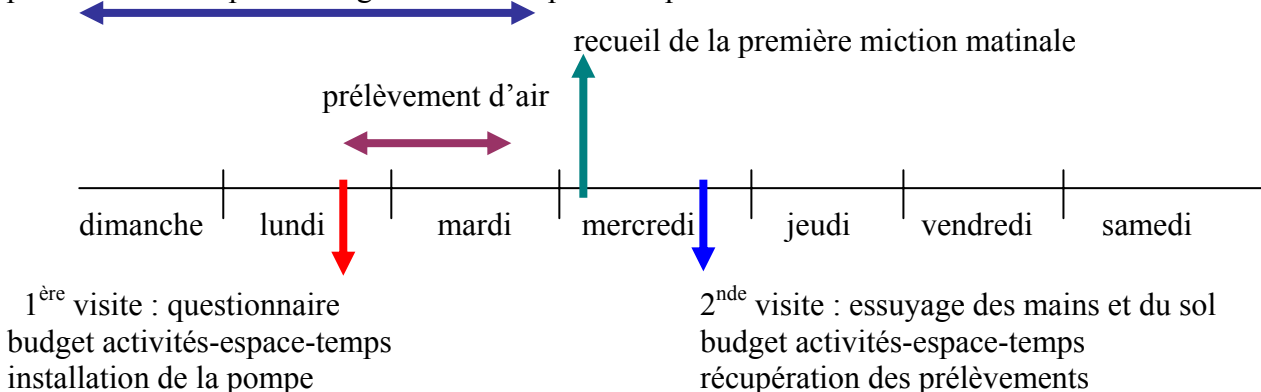 recueil de la première miction matinale
prélèvement d'air
dimanche lundi mardi mercredi jeudi vendredi samedi
1ère visite : questionnaire
budget activités-espace-temps
installation de la pompe
2nde visite : essuyage des mains et du sol
budget activités-espace-temps
récupération des prélèvements